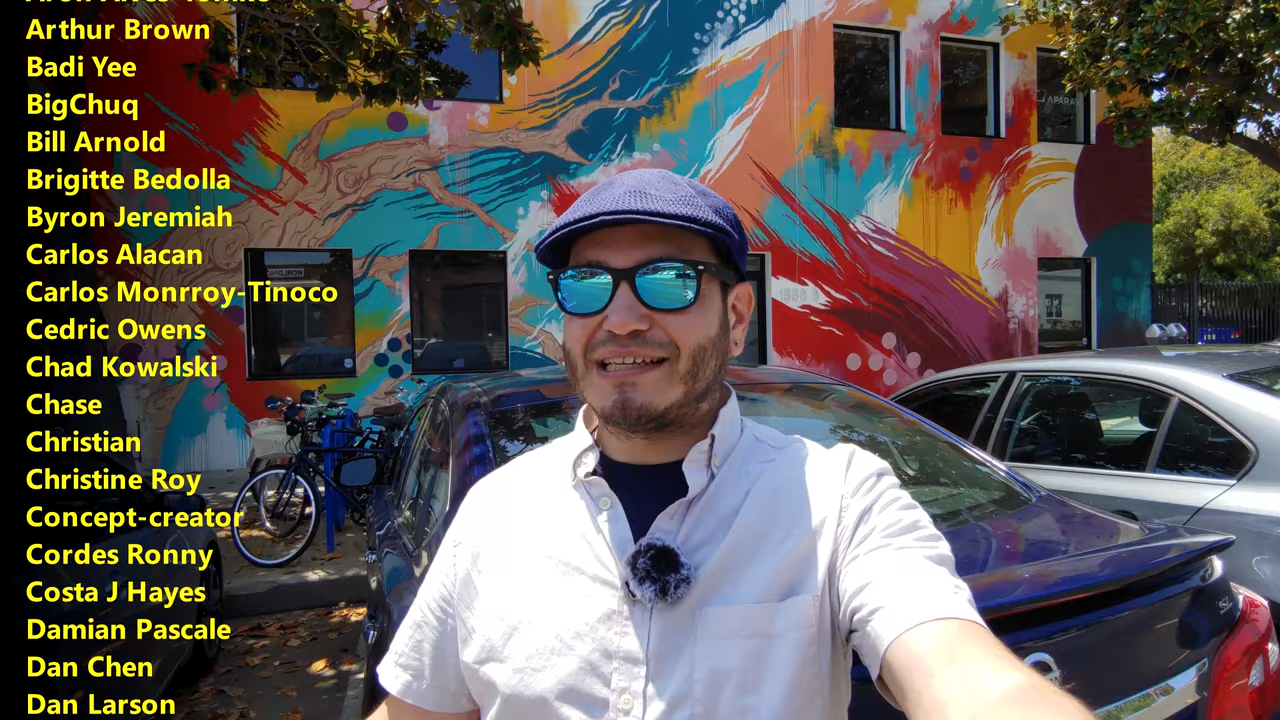 Arthur Brown
Badi Yee
BigChuq
Bill Arnold
Brigitte Bedolla
Byron Jeremiah
Carlos Alacan
Carlos Monrroy-Tinoco
Cedric Owens
Chad Kowalski
Chase
Christian
Christine Roy
Concept-creator
Cordes Ronny
Costa J Hayes
Damian Pascale
Dan Chen
Dan Larson